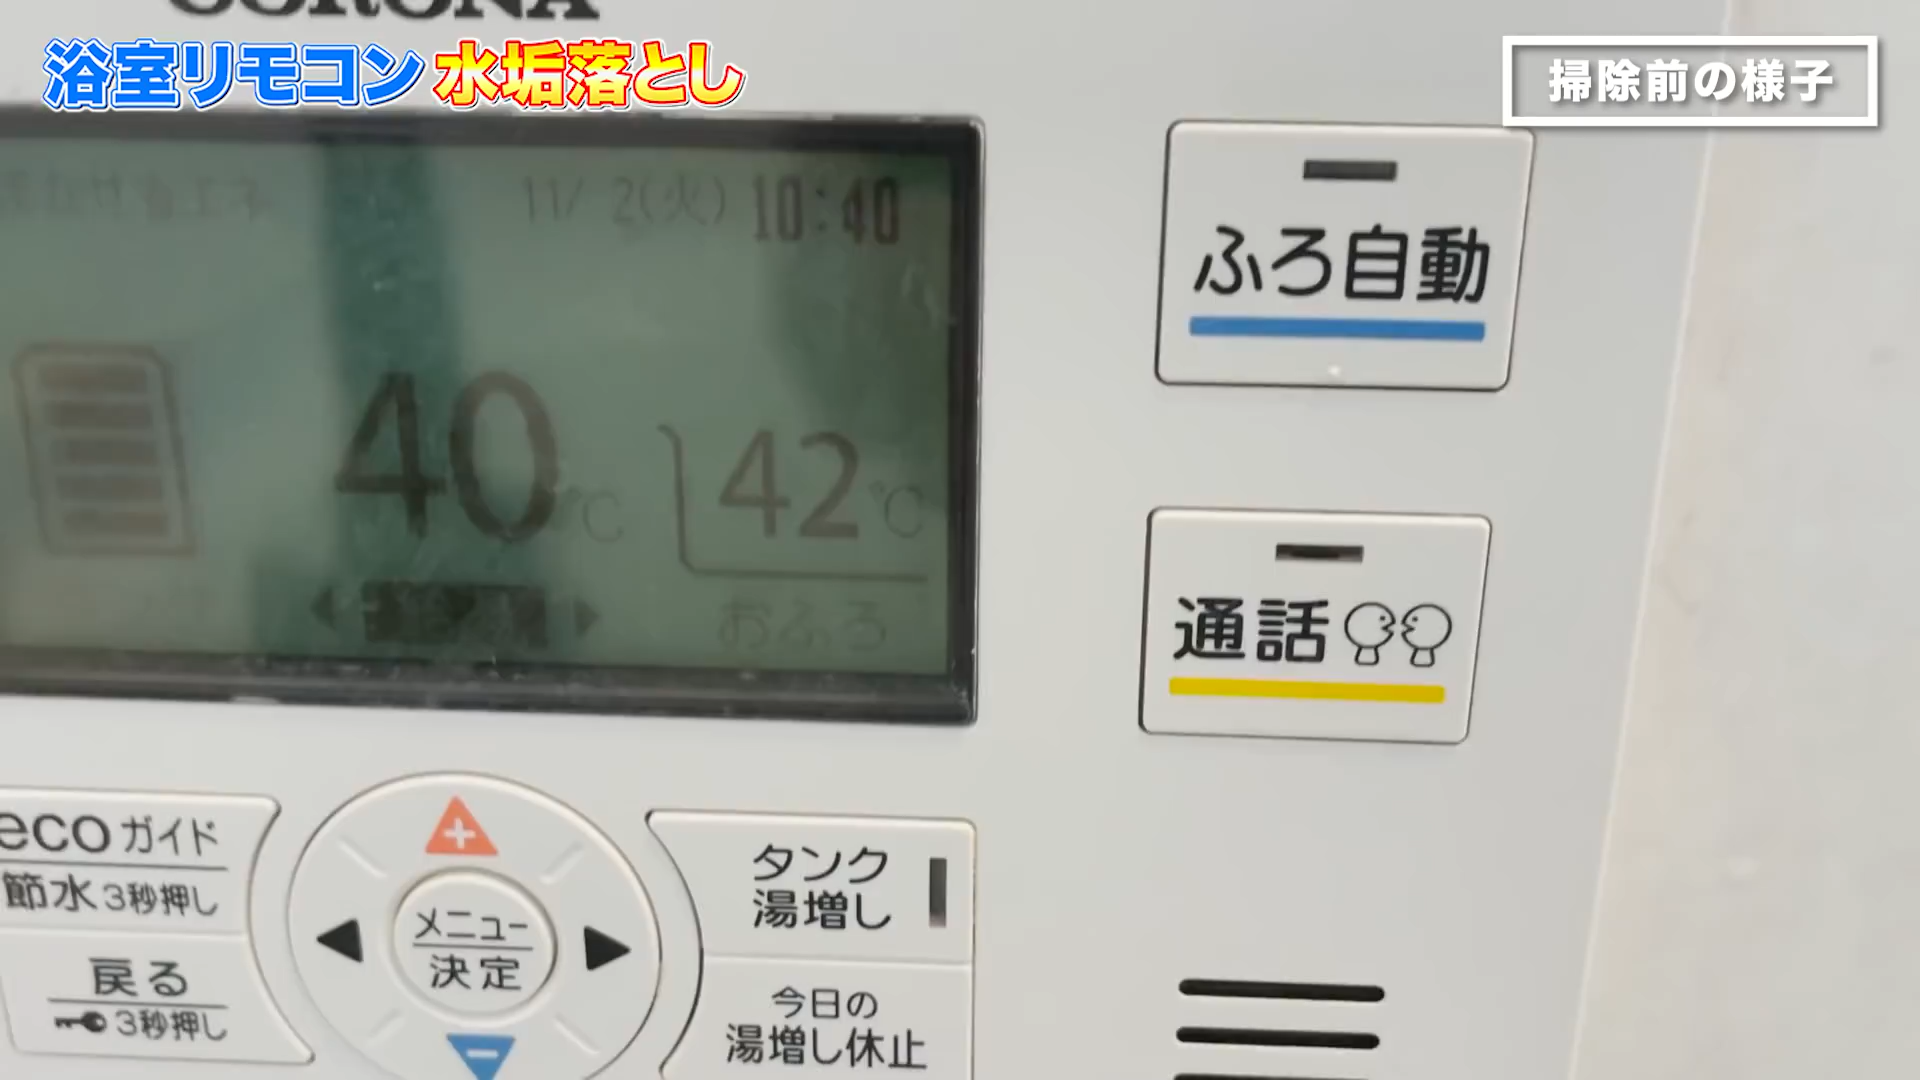 CORONA
浴室リモコン 水垢落とし
掃除前の様子
省エネ
11/ 2(火) 10:40
ふろ自動
40℃
42℃
おふろ
通話
ecoガイド
節水 3秒押し
戻る
3秒押し
メニュー
決定
タンク
湯増し
今日の
湯増し休止